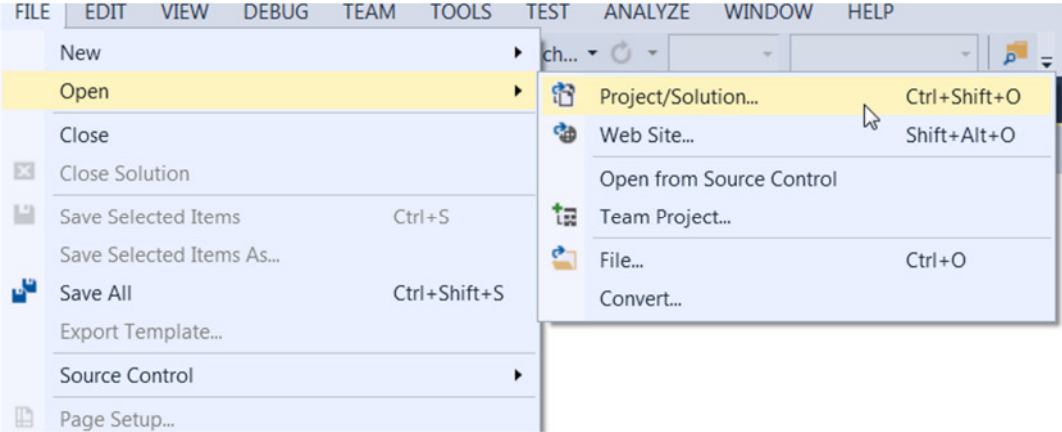 FILE EDIT VIEW DEBUG TEAM TOOLS TEST ANALYZE WINDOW HELP
ch...
New
Open
Close
Close Solution
Save Selected Items Ctrl+S
Save Selected Items As...
Save All Ctrl+Shift+S
Export Template...
Source Control
Page Setup...
Project/Solution... Ctrl+Shift+O
Web Site... Shift+Alt+O
Open from Source Control
Team Project...
File... Ctrl+O
Convert...